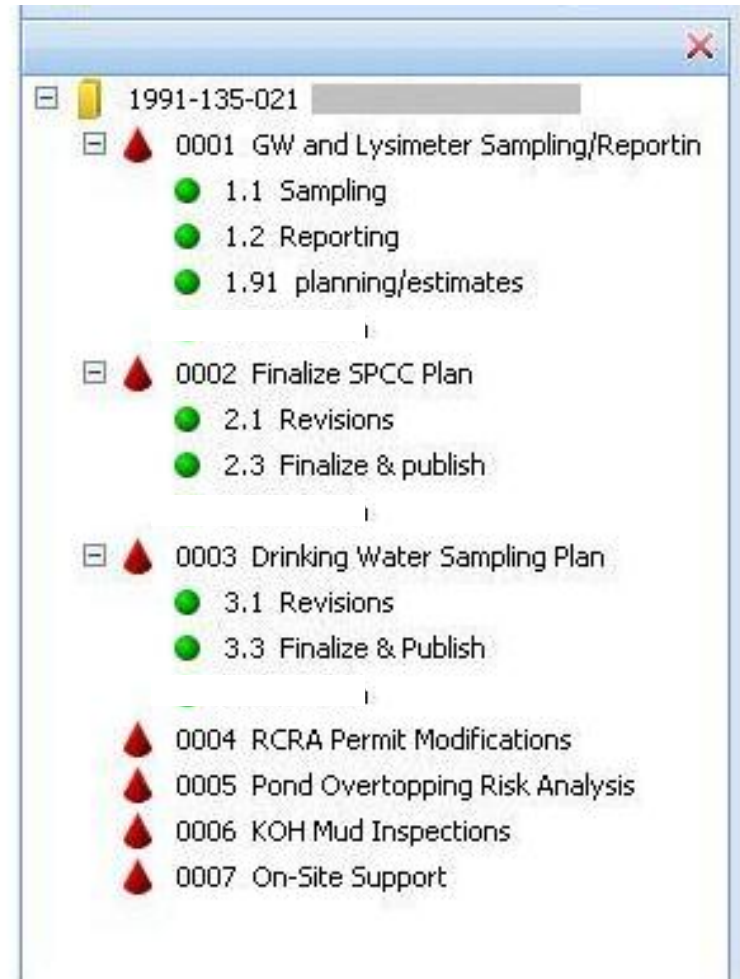 1991-135-021
0001 GW and Lysimeter Sampling/Reportin
1.1 Sampling
1.2 Reporting
1.91 planning/estimates
0002 Finalize SPCC Plan
2.1 Revisions
2.3 Finalize & publish
0003 Drinking Water Sampling Plan
3.1 Revisions
3.3 Finalize & Publish
0004 RCRA Permit Modifications
0005 Pond Overtopping Risk Analysis
0006 KOH Mud Inspections
0007 On-Site Support